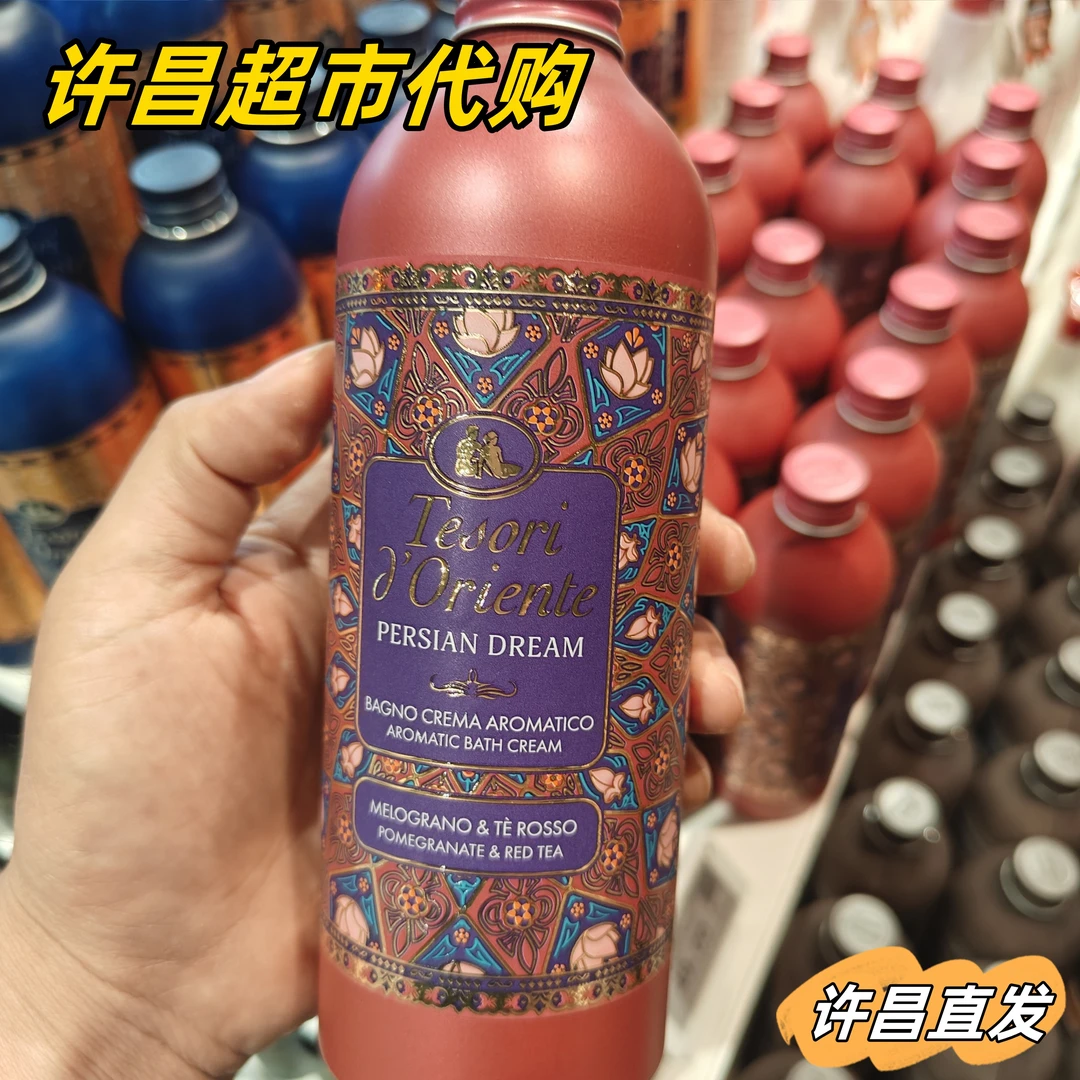 许昌超市代购
Tesori
d'Oriente
PERSIAN DREAM
BAGNO CREMA AROMATICO
AROMATIC BATH CREAM
MELOGRANO & TÈ ROSSO
POMEGRANATE & RED TEA
许昌直发